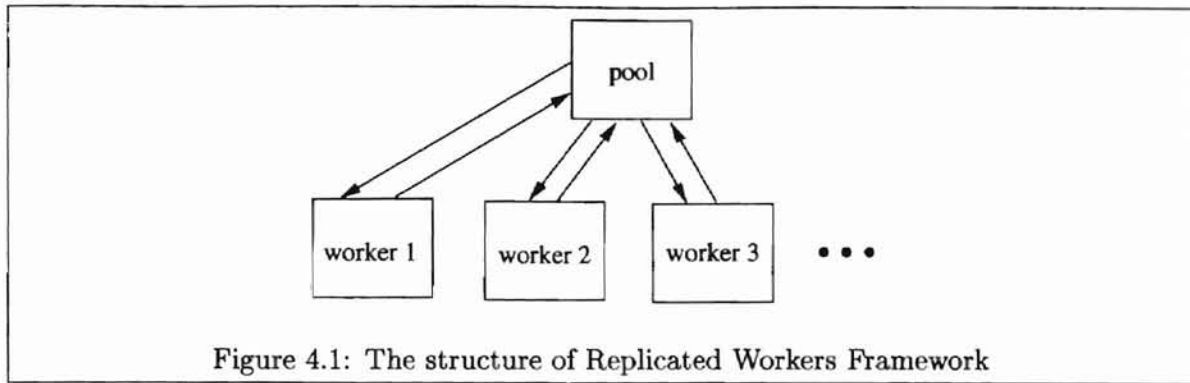 pool
worker 1
worker 2
worker 3
Figure 4.1: The structure of Replicated Workers Framework